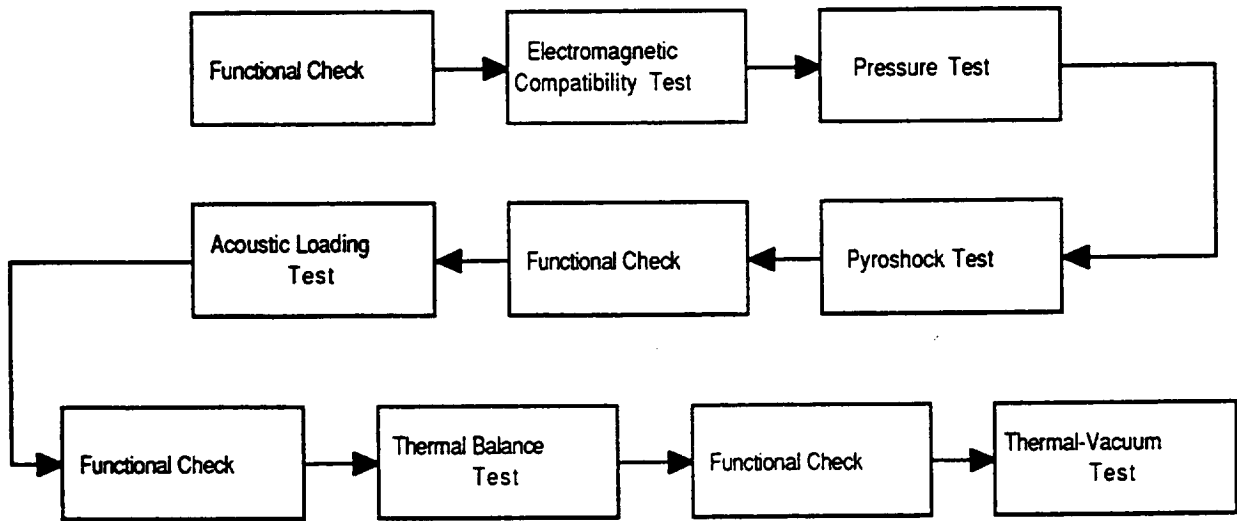 Functional Check
Electromagnetic
Compatibility Test
Pressure Test
Pyroshock Test
Functional Check
Acoustic Loading
Test
Functional Check
Thermal Balance
Test
Functional Check
Thermal-Vacuum
Test